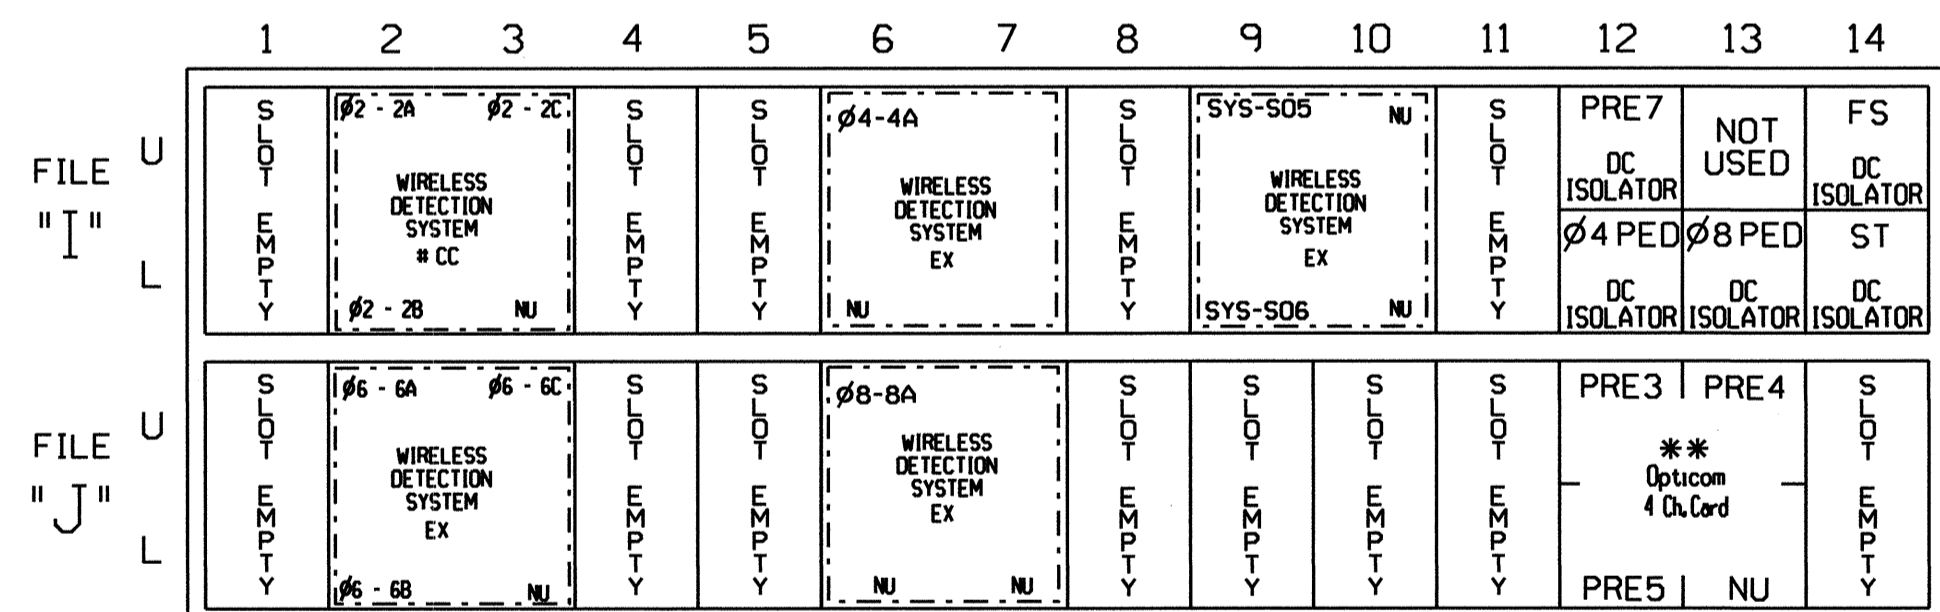 1 2 3 4 5 6 7 8 9 10 11 12 13 14
FILE
"I"
U
L
SLOT EMPTY
Ø2 - 2A
Ø2 - 2C
WIRELESS
DETECTION
SYSTEM
# CC
Ø2 - 2B
NU
SLOT EMPTY
SLOT EMPTY
Ø4-4A
WIRELESS
DETECTION
SYSTEM
EX
NU
SLOT EMPTY
SYS-S05
NU
WIRELESS
DETECTION
SYSTEM
EX
SYS-S06
NU
SLOT EMPTY
PRE7
DC
ISOLATOR
Ø4 PED
DC
ISOLATOR
NOT
USED
Ø8 PED
DC
ISOLATOR
FS
DC
ISOLATOR
ST
DC
ISOLATOR
FILE
"J"
U
L
SLOT EMPTY
Ø6 - 6A
Ø6 - 6C
WIRELESS
DETECTION
SYSTEM
EX
Ø6 - 6B
NU
SLOT EMPTY
SLOT EMPTY
Ø8-8A
WIRELESS
DETECTION
SYSTEM
EX
NU
NU
SLOT EMPTY
SLOT EMPTY
SLOT EMPTY
SLOT EMPTY
PRE3
PRE4
**
Opticom
4 Ch. Card
PRE5
NU
SLOT EMPTY